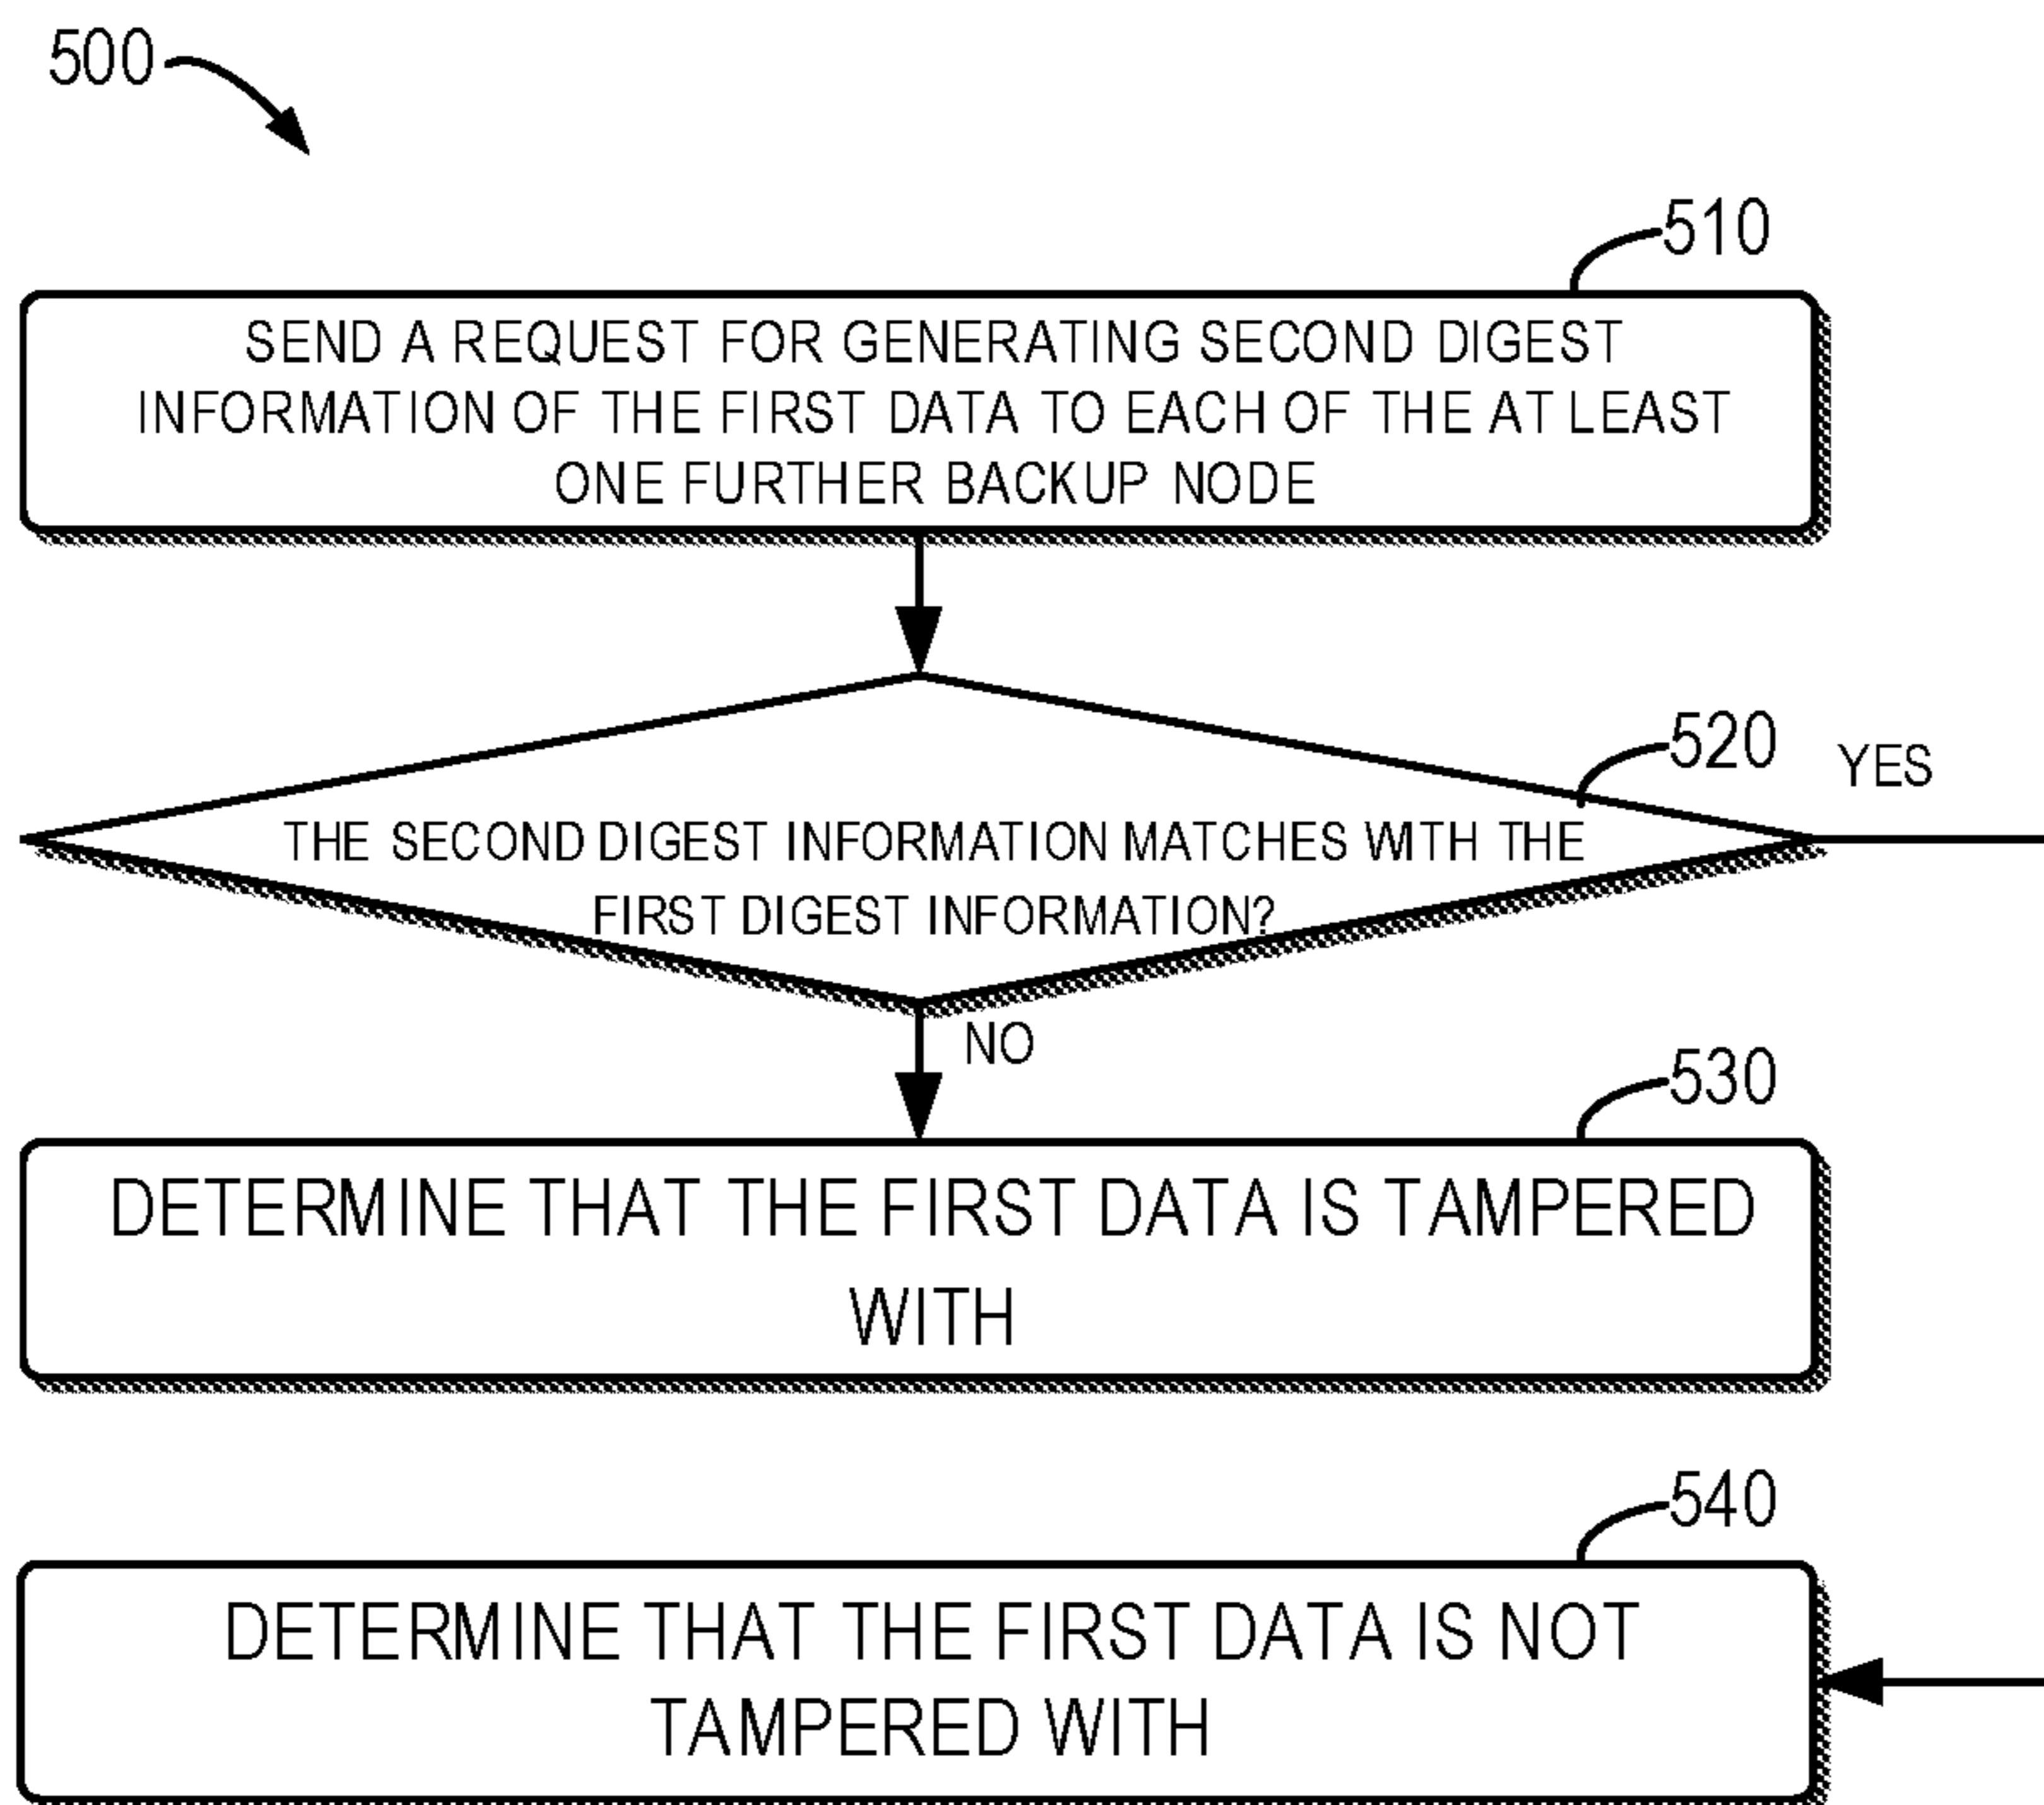 500
510
SEND A REQUEST FOR GENERATING SECOND DIGEST
INFORMATION OF THE FIRST DATA TO EACH OF THE AT LEAST
ONE FURTHER BACKUP NODE
520
YES
THE SECOND DIGEST INFORMATION MATCHES WITH THE
FIRST DIGEST INFORMATION?
NO
530
DETERMINE THAT THE FIRST DATA IS TAMPERED
WITH
540
DETERMINE THAT THE FIRST DATA IS NOT
TAMPERED WITH